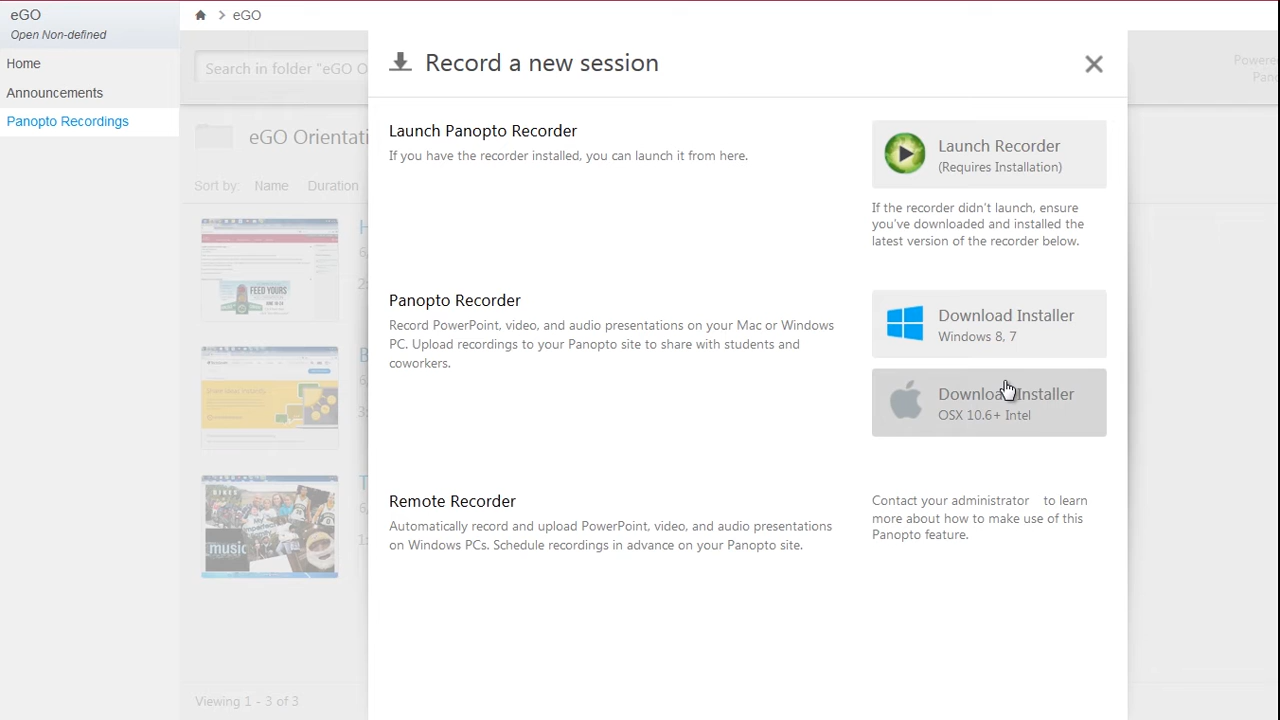 eGO
Open Non-defined
Home
Announcements
Panopto Recordings
eGO
Search in folder "eGO O
Powere
Pan
eGO Orientati
Sort by: Name Duration
Viewing 1 - 3 of 3
Record a new session
Launch Panopto Recorder
If you have the recorder installed, you can launch it from here.
Launch Recorder
(Requires Installation)
If the recorder didn't launch, ensure
you've downloaded and installed the
latest version of the recorder below.
Panopto Recorder
Record PowerPoint, video, and audio presentations on your Mac or Windows
PC. Upload recordings to your Panopto site to share with students and
coworkers.
Download Installer
Windows 8, 7
Download Installer
OSX 10.6+ Intel
Remote Recorder
Automatically record and upload PowerPoint, video, and audio presentations
on Windows PCs. Schedule recordings in advance on your Panopto site.
Contact your administrator to learn
more about how to make use of this
Panopto feature.
FEED YOURS
music